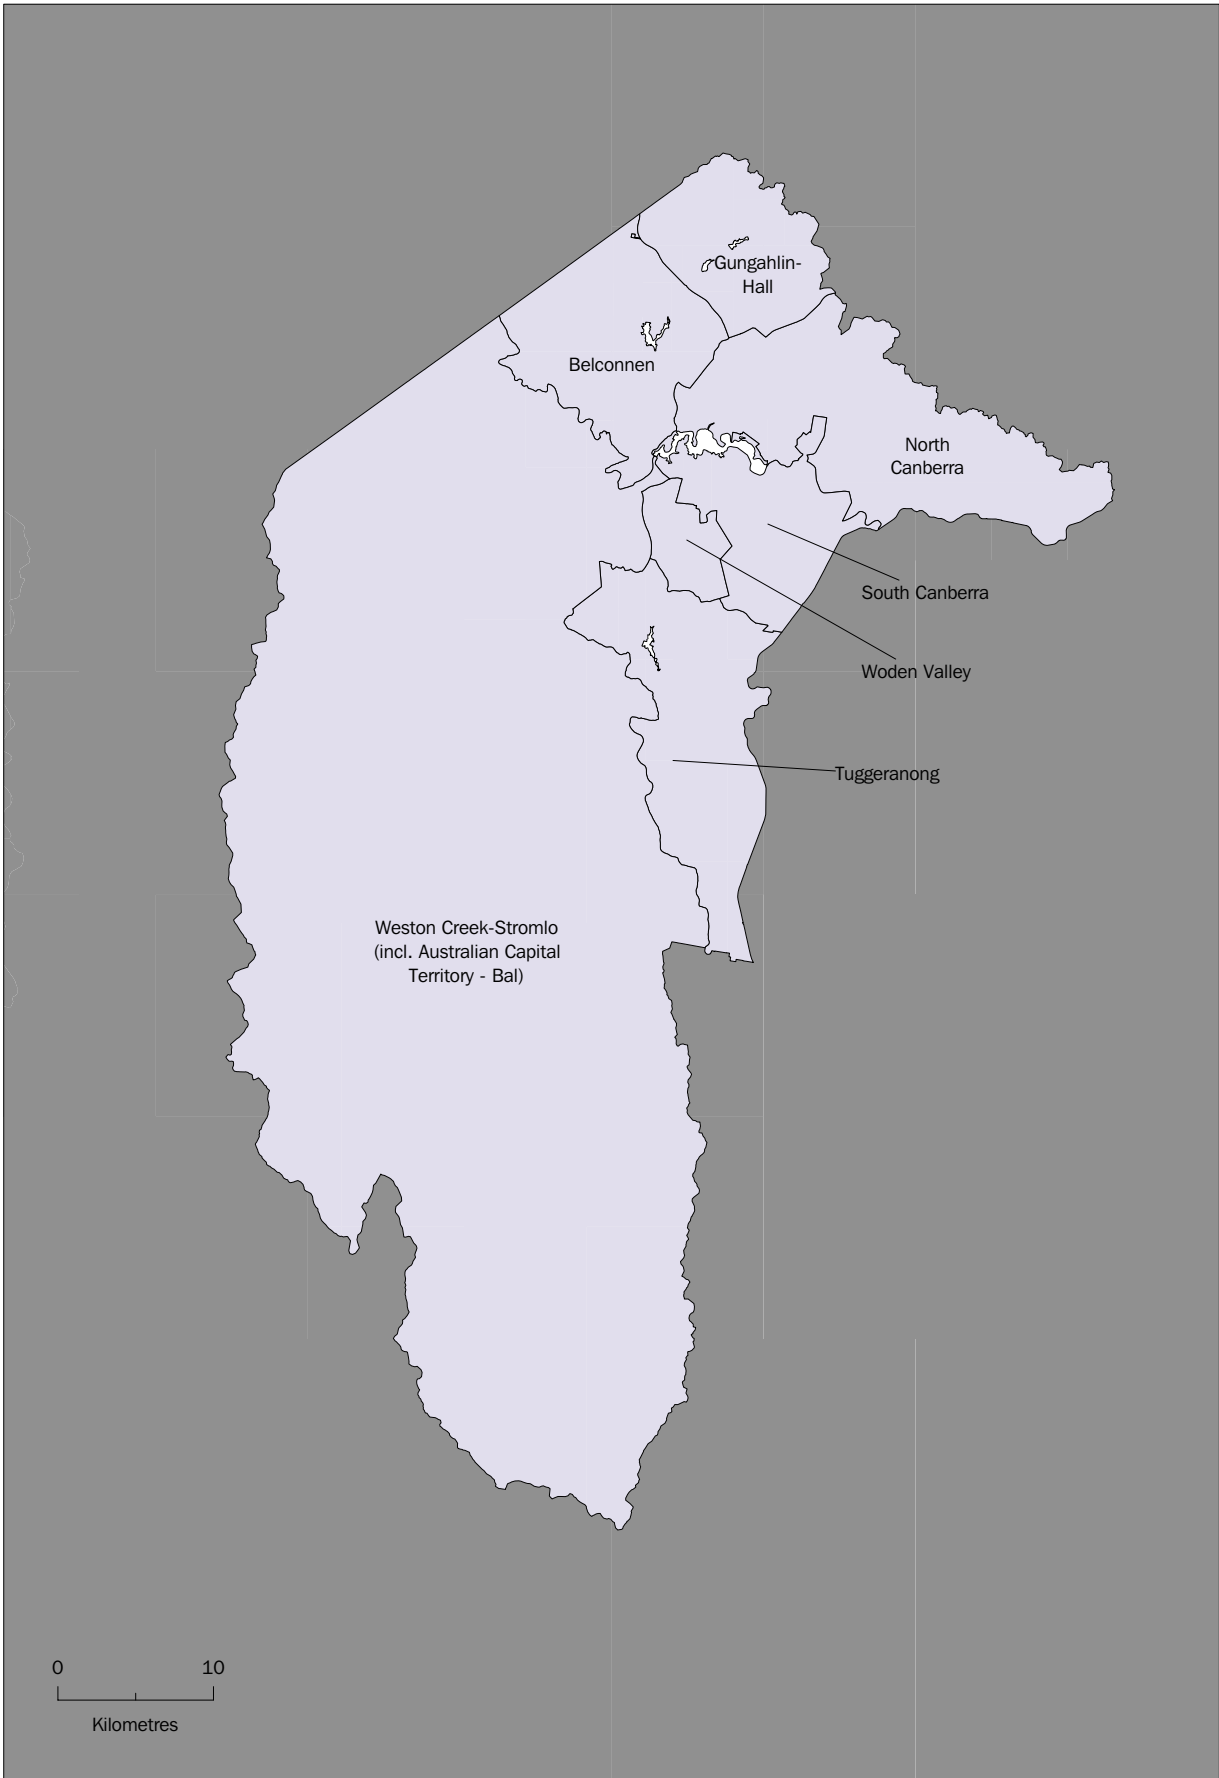 Gungahlin-
Hall
Belconnen
North
Canberra
South Canberra
Woden Valley
Tuggeranong
Weston Creek-Stromlo
(incl. Australian Capital
Territory - Bal)
0 10
Kilometres